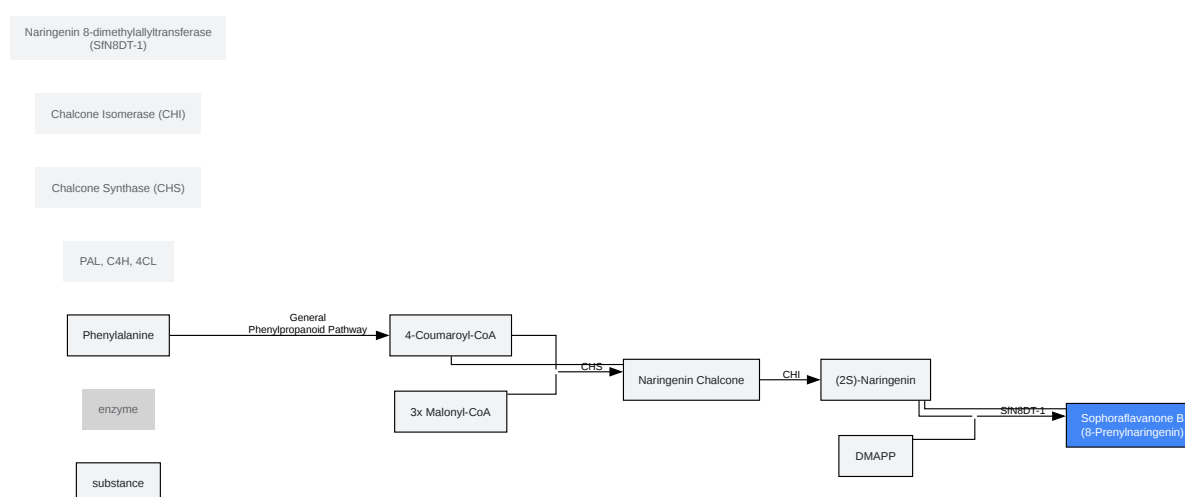 Naringenin 8-dimethylallyltransferase
(SfN8DT-1)
Chalcone Isomerase (CHI)
Chalcone Synthase (CHS)
PAL, C4H, 4CL
General
Phenylpropanoid Pathway
Phenylalanine
4-Coumaroyl-CoA
CHS
Naringenin Chalcone
CHI
(2S)-Naringenin
enzyme
3x Malonyl-CoA
SfN8DT-1
Sophoraflavanone B
(8-Prenylnaringenin)
DMAPP
substance